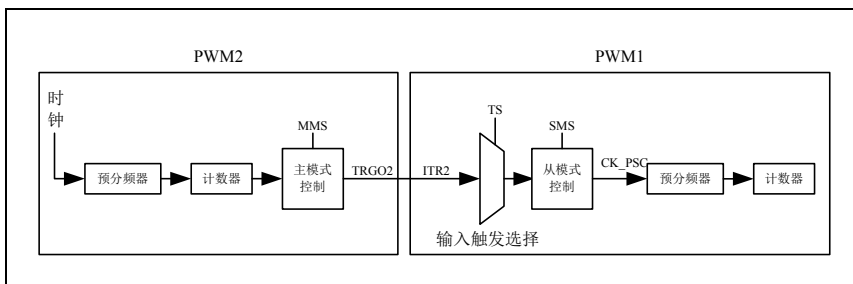 PWM2
PWM1
时
钟
MMS
TS
SMS
预分频器
计数器
主模式
控制
TRGO2
ITR2
从模式
控制
CK_PSC
预分频器
计数器
输入触发选择